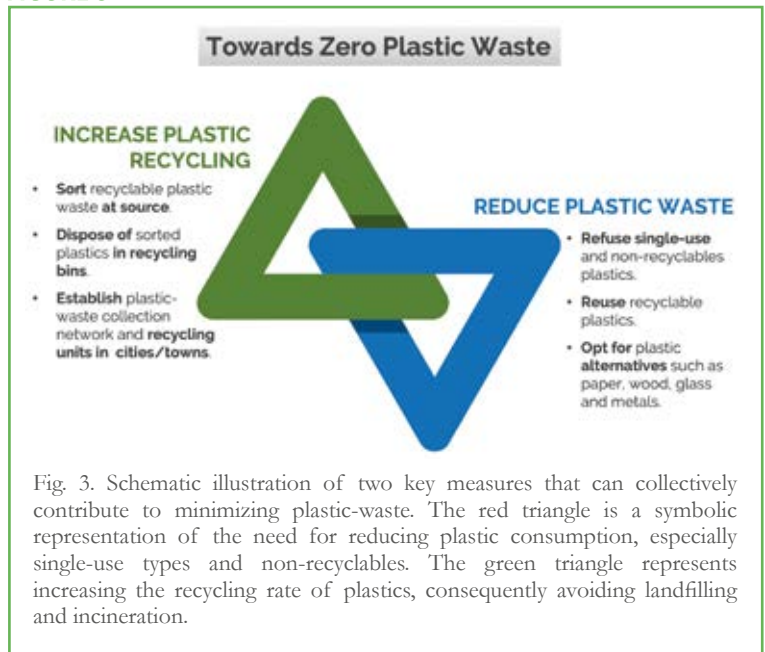 Towards Zero Plastic Waste
INCREASE PLASTIC
RECYCLING
• Sort recyclable plastic
waste at source.
• Dispose of sorted
plastics in recycling
bins.
• Establish plastic-
waste collection
network and recycling
units in cities/towns.
REDUCE PLASTIC WASTE
• Refuse single-use
and non-recyclables
plastics.
• Reuse recyclable
plastics.
• Opt for plastic
alternatives such as
paper, wood, glass
and metals.
Fig. 3. Schematic illustration of two key measures that can collectively
contribute to minimizing plastic-waste. The red triangle is a symbolic
representation of the need for reducing plastic consumption, especially
single-use types and non-recyclables. The green triangle represents
increasing the recycling rate of plastics, consequently avoiding landfilling
and incineration.